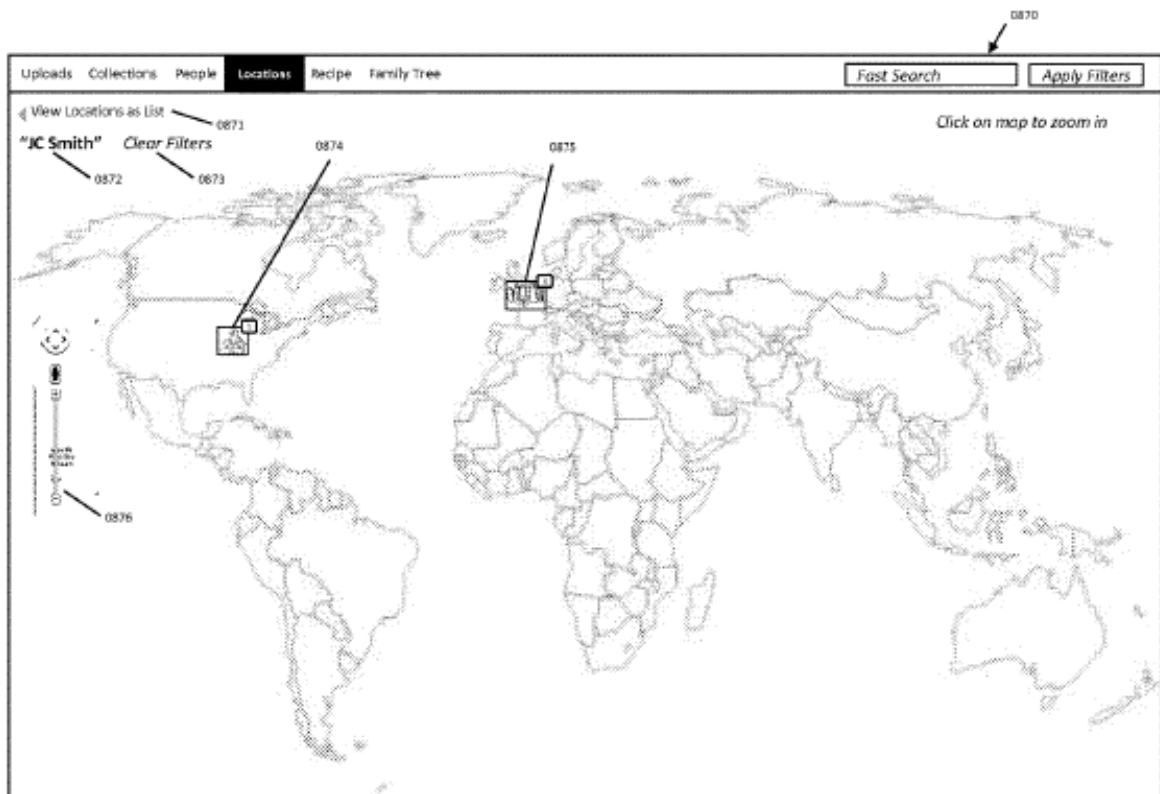 0870
Uploads Collections People Locations Recipe Family Tree Fast Search Apply Filters
View Locations as List
0871
Click on map to zoom in
"JC Smith" Clear Filters
0874
0875
0872
0873
0876